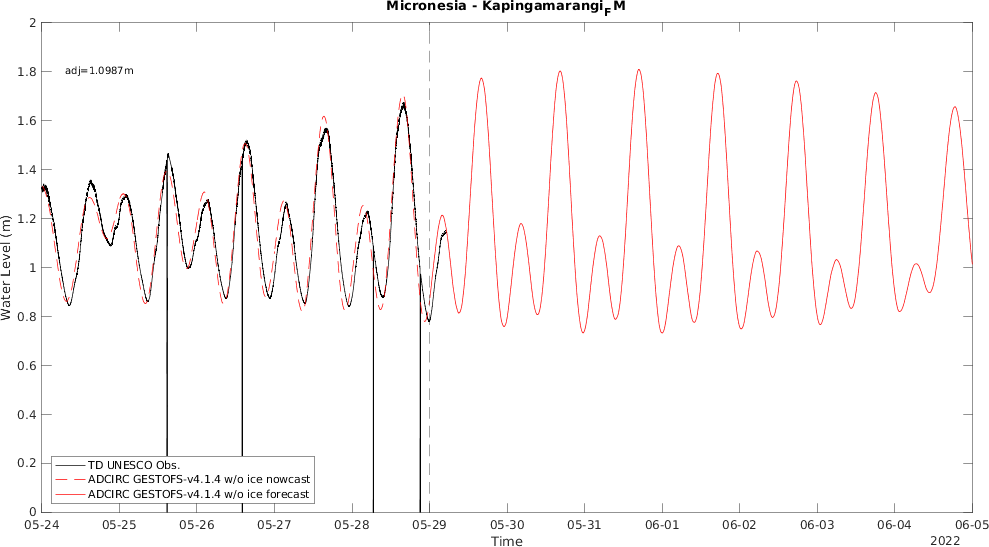 Micronesia - Kapingamarangi_FM
adj=1.0987m
Water Level (m)
2
1.8
1.6
1.4
1.2
1
0.8
0.6
0.4
0.2
0
TD UNESCO Obs.
ADCIRC GESTOFS-v4.1.4 w/o ice nowcast
ADCIRC GESTOFS-v4.1.4 w/o ice forecast
05-24 05-25 05-26 05-27 05-28 05-29 05-30 05-31 06-01 06-02 06-03 06-04 06-05
Time
2022